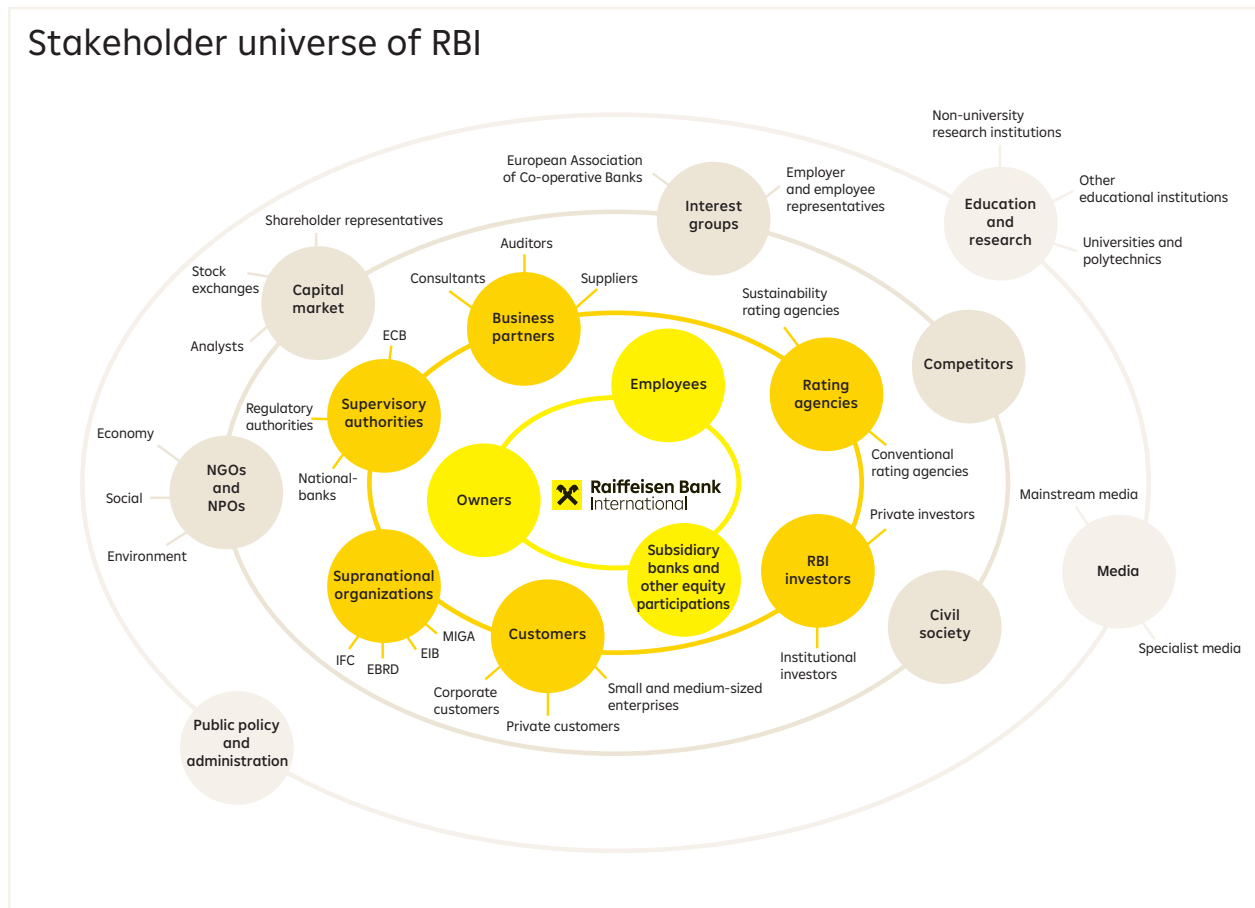 Stakeholder universe of RBI
Non-university
research institutions
Other
educational institutions
Education
and
research
Universities and
polytechnics
European Association
of Co-operative Banks
Employer
and employee
representatives
Interest
groups
Shareholder representatives
Stock
exchanges
Capital
market
Analysts
Auditors
Consultants
Suppliers
Business
partners
Sustainability
rating agencies
Rating
agencies
Conventional
rating agencies
Competitors
ECB
Supervisory
authorities
Regulatory
authorities
National-
banks
Employees
Owners
Raiffeisen Bank
International
Subsidiary
banks and
other equity
participations
Economy
NGOs
and
NPOs
Social
Environment
Mainstream media
Media
Specialist media
Private investors
RBI
investors
Institutional
investors
Civil
society
Supranational
organizations
MIGA
EIB
EBRD
IFC
Customers
Corporate
customers
Private customers
Small and medium-sized
enterprises
Public policy
and
administration